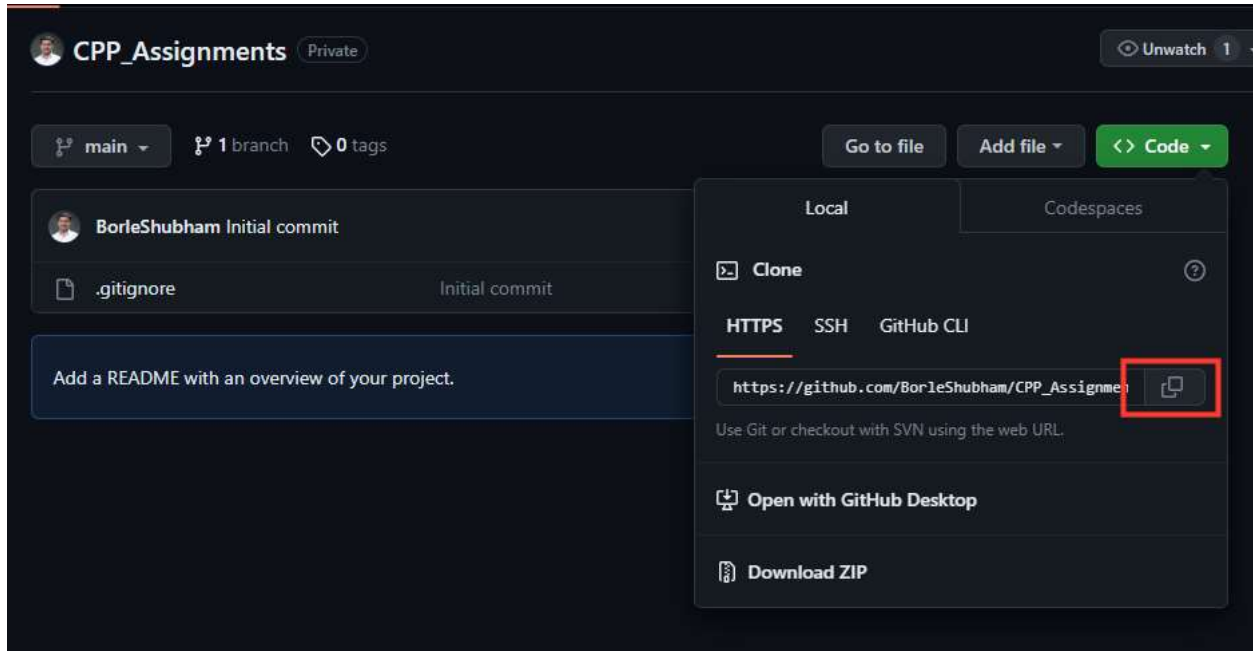 CPP_Assignments Private
Unwatch 1
main 1 branch 0 tags Go to file Add file <> Code
Local Codespaces
BorleShubham Initial commit
Clone
.gitignore Initial commit
HTTPS SSH GitHub CLI
Add a README with an overview of your project.
https://github.com/BorleShubham/CPP_Assignmen
Use Git or checkout with SVN using the web URL.
Open with GitHub Desktop
Download ZIP